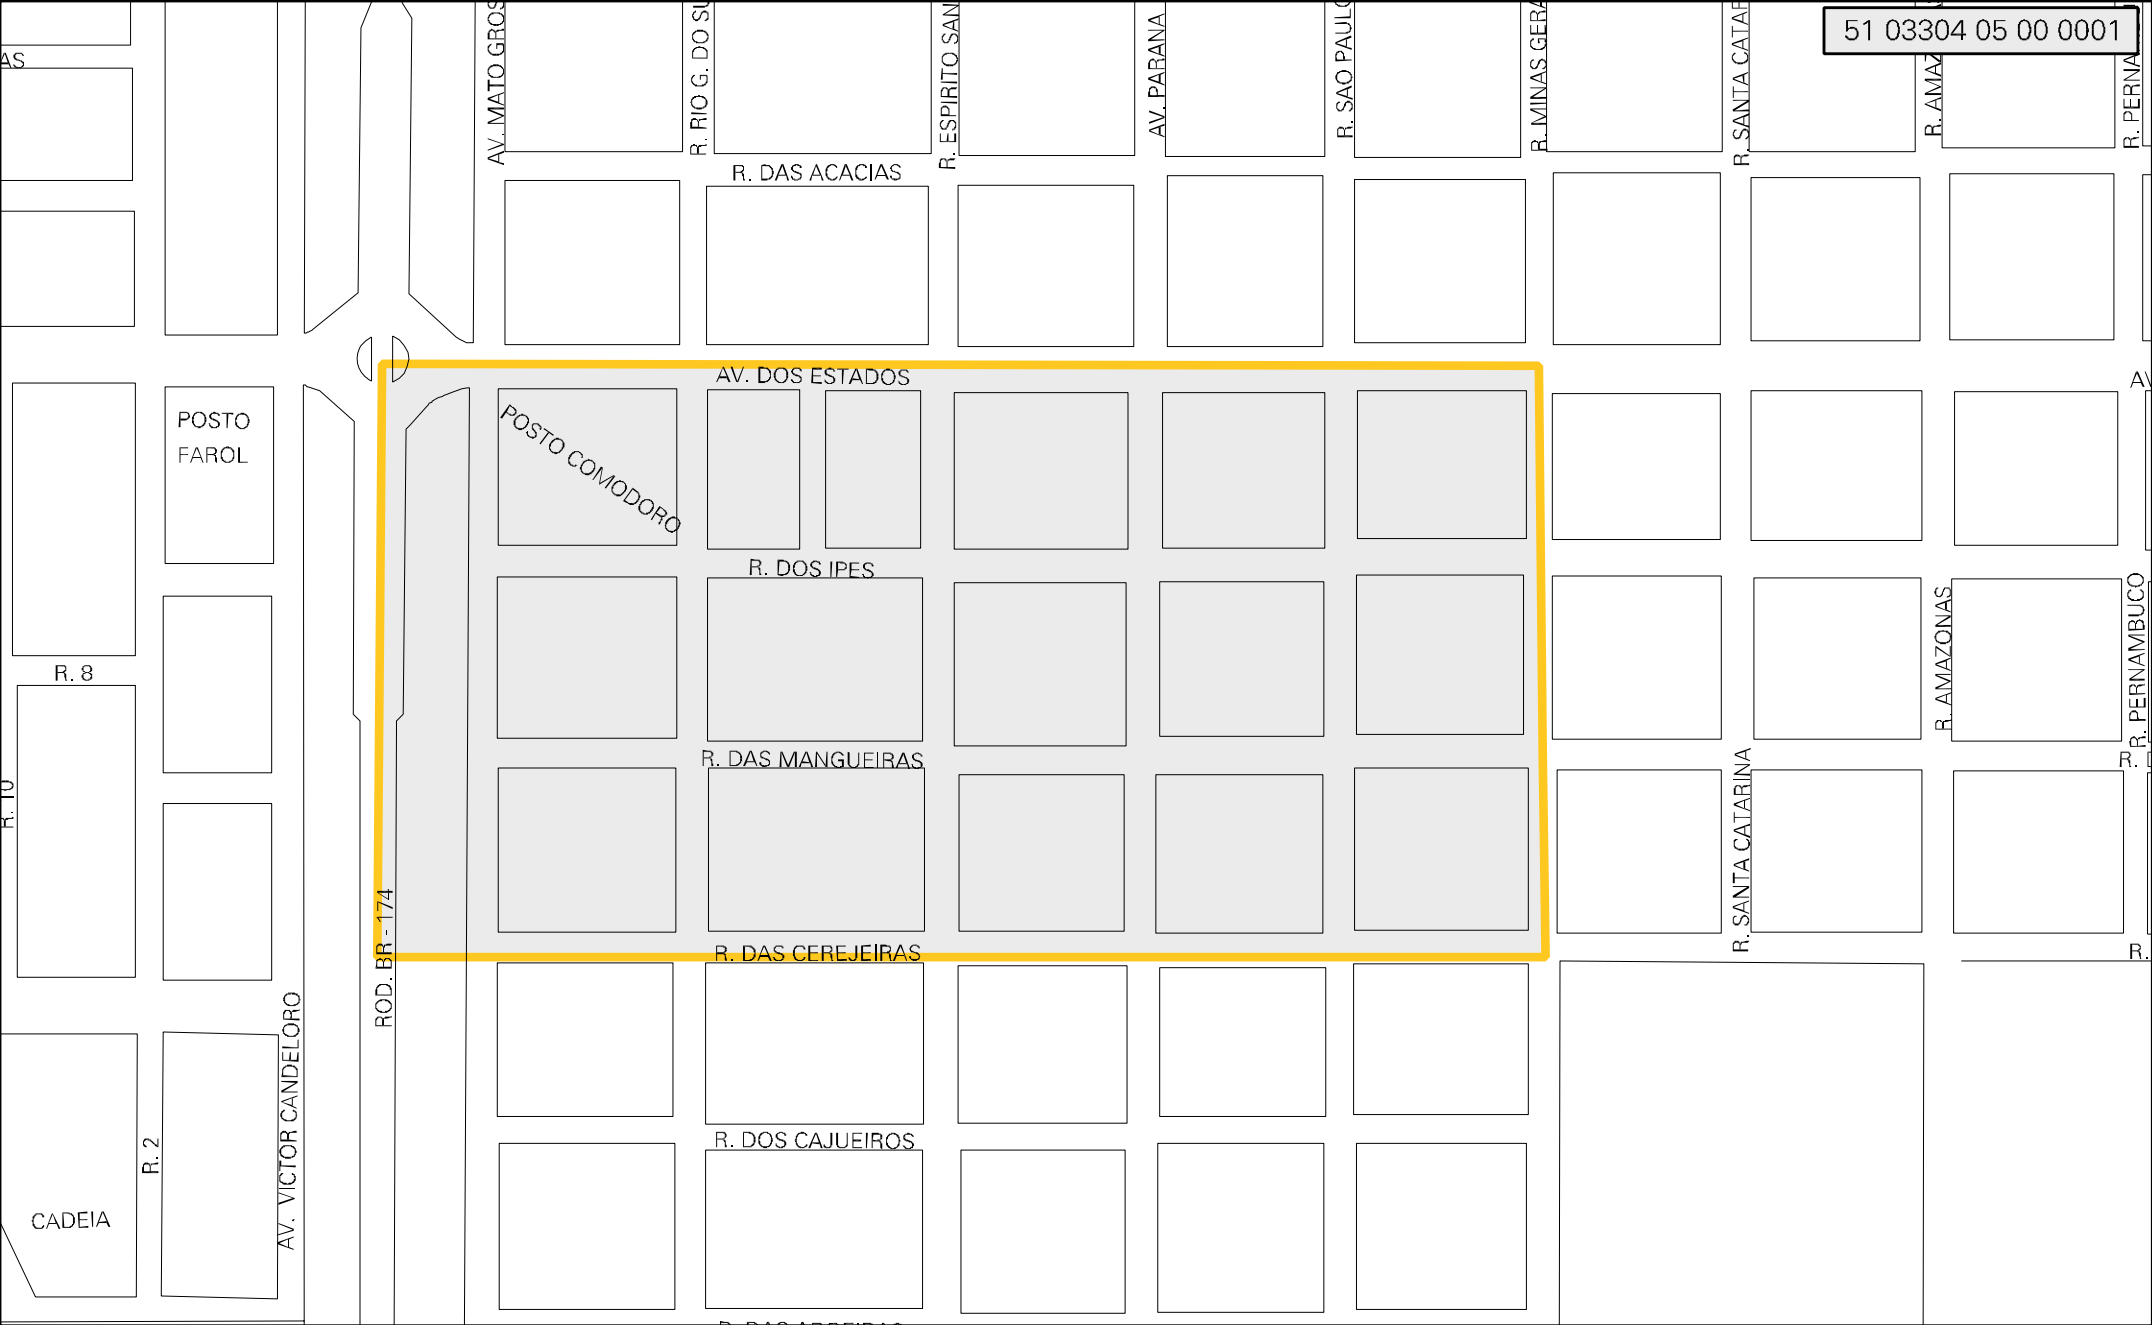 51 03304 05 00 0001
AS
AV. MATO GROS
R. RIO G. DO SU
R. ESPIRITO SAN
AV. PARANA
R. SAO PAULO
R. MINAS GERA
R. SANTA CATAR
R. AMAZ
R. PERNA
R. DAS ACACIAS
AV. DOS ESTADOS
AV
POSTO
FAROL
POSTO COMODORO
R. DOS IPES
R. 8
R. AMAZONAS
R. PERNAMBUCO
R. DAS MANGUEIRAS
R. D
R. 10
R. SANTA CATARINA
ROD. BR - 174
R. DAS CEREJEIRAS
R.
AV. VICTOR CANDELORO
R. DOS CAJUEIROS
R. 2
CADEIA